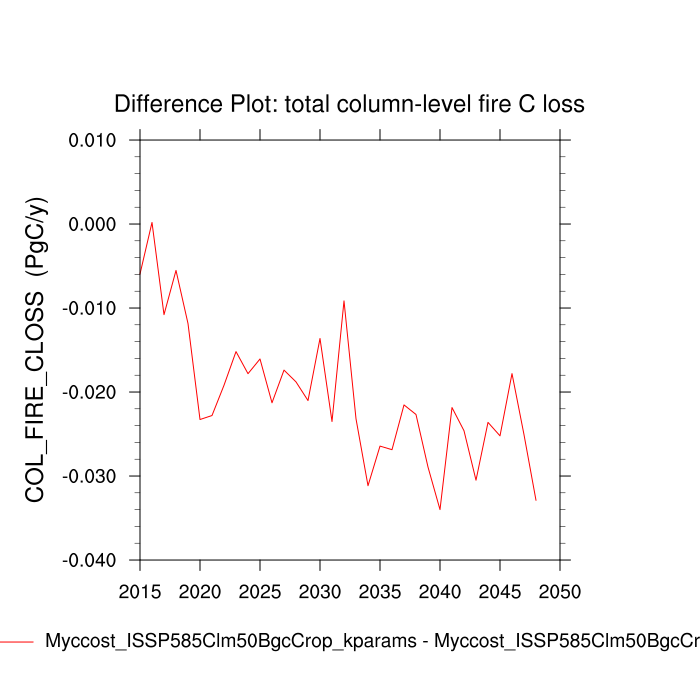 Difference Plot: total column-level fire C loss
COL_FIRE_CLOSS (PgC/y)
0.010
0.000
-0.010
-0.020
-0.030
-0.040
2015 2020 2025 2030 2035 2040 2045 2050
Myccost_ISSP585Clm50BgcCrop_kparams - Myccost_ISSP585Clm50BgcCr